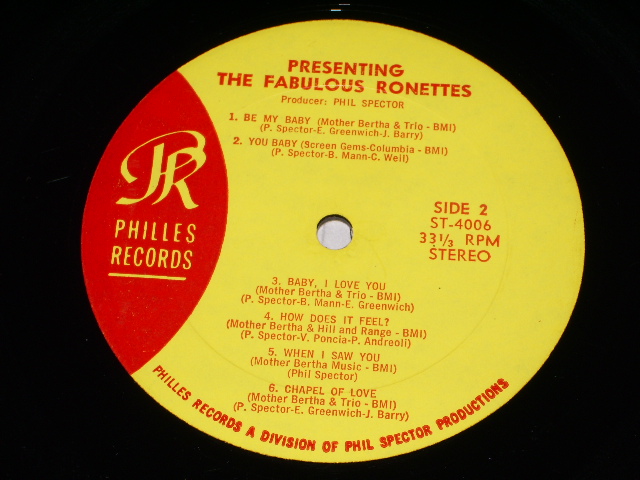 PRESENTING
THE FABULOUS RONETTES
Producer: PHIL SPECTOR
1. BE MY BABY (Mother Bertha & Trio - BMI)
(P. Spector-E. Greenwich-J. Barry)
2. YOU BABY (Screen Gems-Columbia - BMI)
(P. Spector-B. Mann-C. Weil)
PR
PHILLES
RECORDS
SIDE 2
ST-4006
33 1/3 RPM
STEREO
3. BABY, I LOVE YOU
(Mother Bertha & Trio - BMI)
(P. Spector-B. Mann-E. Greenwich)
4. HOW DOES IT FEEL?
(Mother Bertha & Hill and Range - BMI)
(P. Spector-V. Poncia-P. Andreoli)
5. WHEN I SAW YOU
(Mother Bertha Music - BMI)
(Phil Spector)
6. CHAPEL OF LOVE
(Mother Bertha & Trio - BMI)
(P. Spector-E. Greenwich-J. Barry)
PHILLES RECORDS A DIVISION OF PHIL SPECTOR PRODUCTIONS